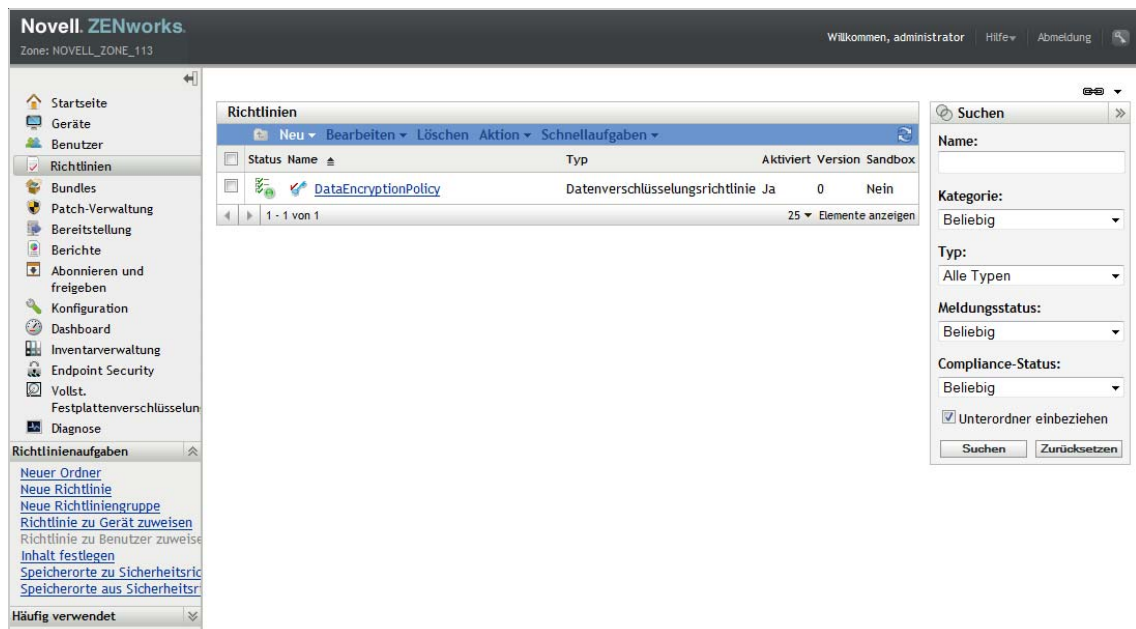 Novell. ZENworks.
Zone: NOVELL_ZONE_113
Willkommen, administrator Hilfe Abmeldung
Startseite
Geräte
Benutzer
Richtlinien
Bundles
Patch-Verwaltung
Bereitstellung
Berichte
Abonnieren und
freigeben
Konfiguration
Dashboard
Inventarverwaltung
Endpoint Security
Vollst.
Festplattenverschlüsselun
Diagnose
Richtlinienaufgaben
Neuer Ordner
Neue Richtlinie
Neue Richtliniengruppe
Richtlinie zu Gerät zuweisen
Richtlinie zu Benutzer zuweise
Inhalt festlegen
Speicherorte zu Sicherheitsric
Speicherorte aus Sicherheitsr
Häufig verwendet
Richtlinien
Neu Bearbeiten Löschen Aktion Schnellaufgaben
Status Name Typ Aktiviert Version Sandbox
DataEncryptionPolicy Datenverschlüsselungsrichtlinie Ja 0 Nein
1 - 1 von 1 25 Elemente anzeigen
Suchen
Name:
Kategorie:
Beliebig
Typ:
Alle Typen
Meldungsstatus:
Beliebig
Compliance-Status:
Beliebig
Unterordner einbeziehen
Suchen Zurücksetzen